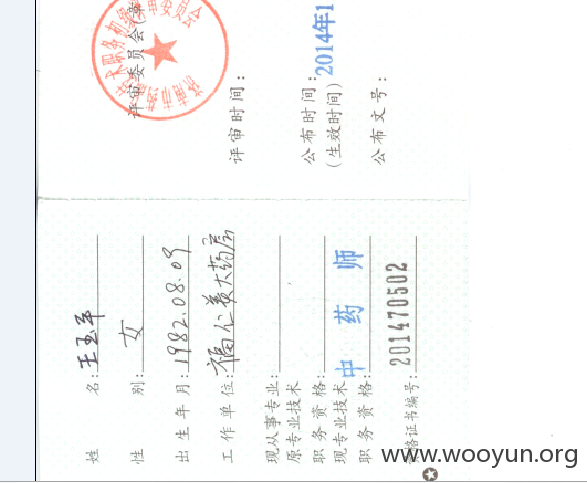 姓 名:王玉平
性 别:女
出 生 年 月:1982.08.09
工 作 单 位:福仁美大药房
现从事专业:
原专业技术
职 务 资 格:
现专业技术
职 务 资 格:中 药 师
资格证书编号:201470502
评审委员会(章
评 审 时 间:
公 布 时 间:2014年1
(生 效 时 间)
公 布 文 号:
www.wooyun.org